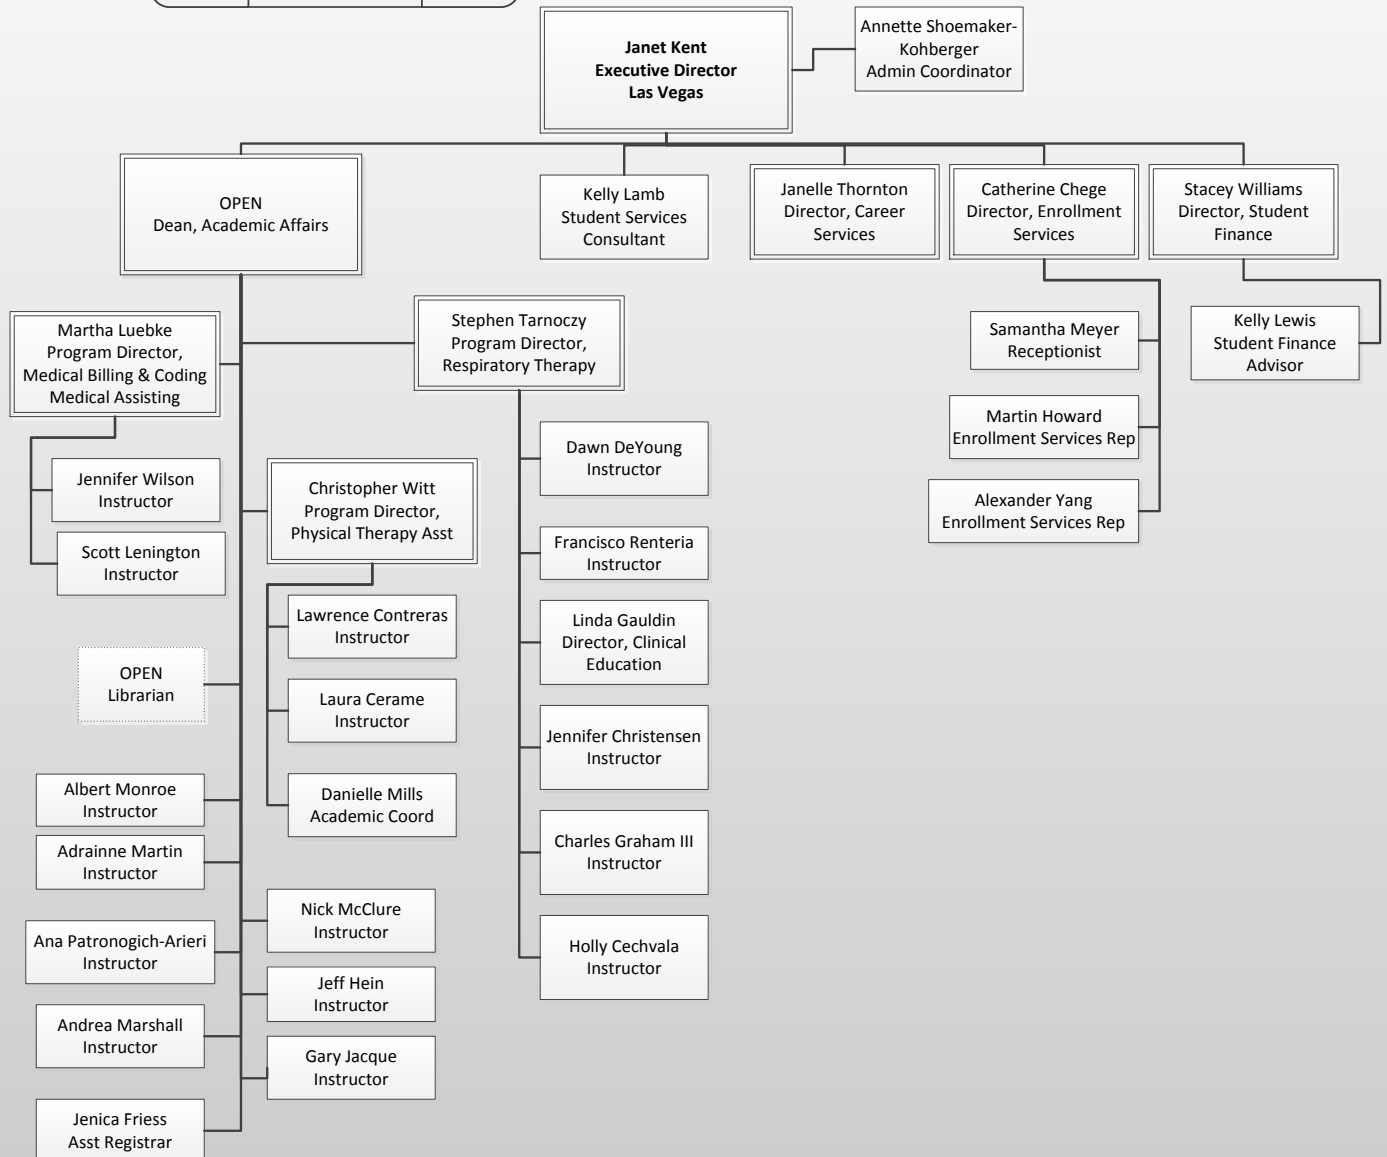 Janet Kent
Executive Director
Las Vegas
Annette Shoemaker-
Kohberger
Admin Coordinator
OPEN
Dean, Academic Affairs
Kelly Lamb
Student Services
Consultant
Janelle Thornton
Director, Career
Services
Catherine Chege
Director, Enrollment
Services
Stacey Williams
Director, Student
Finance
Martha Luebke
Program Director,
Medical Billing & Coding
Medical Assisting
Stephen Tarnoczy
Program Director,
Respiratory Therapy
Samantha Meyer
Receptionist
Kelly Lewis
Student Finance
Advisor
Martin Howard
Enrollment Services Rep
Alexander Yang
Enrollment Services Rep
Jennifer Wilson
Instructor
Scott Lenington
Instructor
Christopher Witt
Program Director,
Physical Therapy Asst
Dawn DeYoung
Instructor
Francisco Renteria
Instructor
Linda Gauldin
Director, Clinical
Education
Jennifer Christensen
Instructor
Charles Graham III
Instructor
Holly Cechvala
Instructor
Lawrence Contreras
Instructor
Laura Cerame
Instructor
Danielle Mills
Academic Coord
OPEN
Librarian
Albert Monroe
Instructor
Adrainne Martin
Instructor
Ana Patronogich-Arieri
Instructor
Andrea Marshall
Instructor
Jenica Friess
Asst Registrar
Nick McClure
Instructor
Jeff Hein
Instructor
Gary Jacque
Instructor